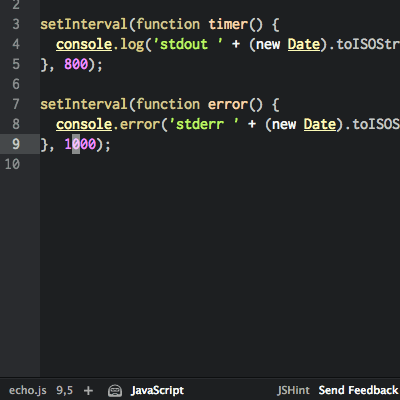 2
3 setInterval(function timer() {
4 console.log('stdout ' + (new Date).toISOStr
5 }, 800);
6
7 setInterval(function error() {
8 console.error('stderr ' + (new Date).toISOS
9 }, 1000);
10
echo.js 9,5 + JavaScript JSHint Send Feedback